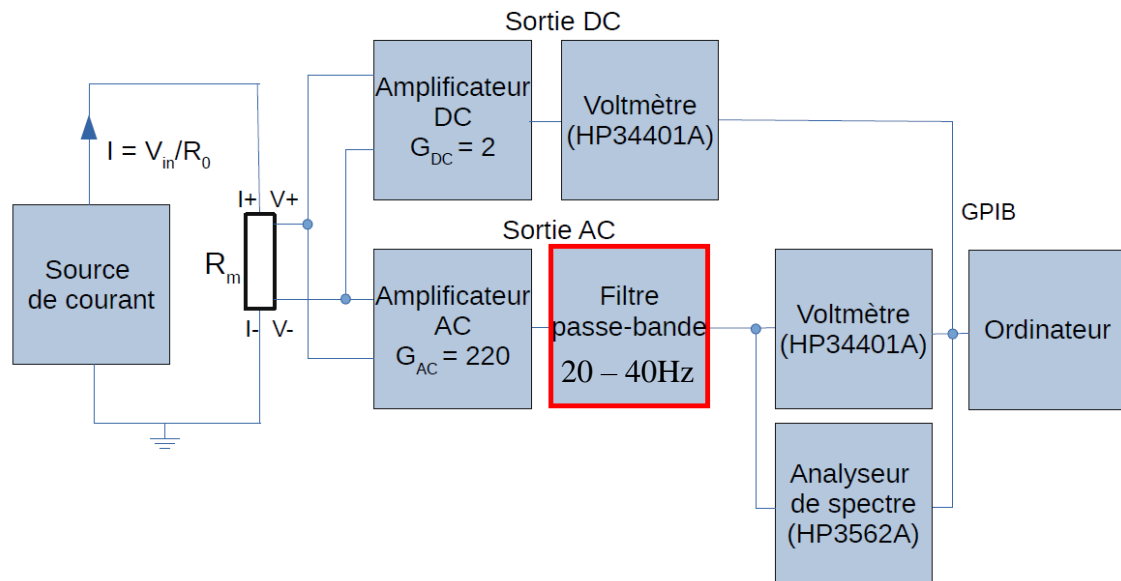 Sortie DC
Amplificateur
DC
G_DC = 2
Voltmètre
(HP34401A)
I = V_in/R_0
I+ V+
GPIB
Sortie AC
Source
de courant
R_m
Amplificateur
AC
G_AC = 220
Filtre
passe-bande
20 – 40Hz
Voltmètre
(HP34401A)
Ordinateur
I- V-
Analyseur
de spectre
(HP3562A)